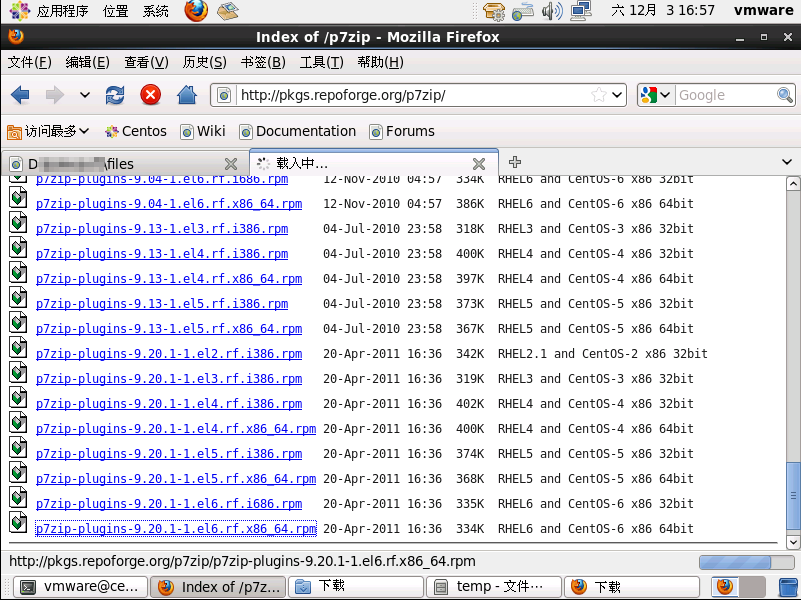 应用程序 位置 系统 六 12月 3 16:57 vmware
Index of /p7zip - Mozilla Firefox
文件(F) 编辑(E) 查看(V) 历史(S) 书签(B) 工具(T) 帮助(H)
http://pkgs.repoforge.org/p7zip/ Google
访问最多 Centos Wiki Documentation Forums
D \files 载入中...
p7zip-plugins-9.04-1.el6.rf.i686.rpm 12-Nov-2010 04:57 334K RHEL6 and CentOS-6 x86 32bit
p7zip-plugins-9.04-1.el6.rf.x86_64.rpm 12-Nov-2010 04:57 386K RHEL6 and CentOS-6 x86 64bit
p7zip-plugins-9.13-1.el3.rf.i386.rpm 04-Jul-2010 23:58 318K RHEL3 and CentOS-3 x86 32bit
p7zip-plugins-9.13-1.el4.rf.i386.rpm 04-Jul-2010 23:58 400K RHEL4 and CentOS-4 x86 32bit
p7zip-plugins-9.13-1.el4.rf.x86_64.rpm 04-Jul-2010 23:58 397K RHEL4 and CentOS-4 x86 64bit
p7zip-plugins-9.13-1.el5.rf.i386.rpm 04-Jul-2010 23:58 373K RHEL5 and CentOS-5 x86 32bit
p7zip-plugins-9.13-1.el5.rf.x86_64.rpm 04-Jul-2010 23:58 367K RHEL5 and CentOS-5 x86 64bit
p7zip-plugins-9.20.1-1.el2.rf.i386.rpm 20-Apr-2011 16:36 342K RHEL2.1 and CentOS-2 x86 32bit
p7zip-plugins-9.20.1-1.el3.rf.i386.rpm 20-Apr-2011 16:36 319K RHEL3 and CentOS-3 x86 32bit
p7zip-plugins-9.20.1-1.el4.rf.i386.rpm 20-Apr-2011 16:36 402K RHEL4 and CentOS-4 x86 32bit
p7zip-plugins-9.20.1-1.el4.rf.x86_64.rpm 20-Apr-2011 16:36 400K RHEL4 and CentOS-4 x86 64bit
p7zip-plugins-9.20.1-1.el5.rf.i386.rpm 20-Apr-2011 16:36 374K RHEL5 and CentOS-5 x86 32bit
p7zip-plugins-9.20.1-1.el5.rf.x86_64.rpm 20-Apr-2011 16:36 368K RHEL5 and CentOS-5 x86 64bit
p7zip-plugins-9.20.1-1.el6.rf.i686.rpm 20-Apr-2011 16:36 335K RHEL6 and CentOS-6 x86 32bit
p7zip-plugins-9.20.1-1.el6.rf.x86_64.rpm 20-Apr-2011 16:36 334K RHEL6 and CentOS-6 x86 64bit
http://pkgs.repoforge.org/p7zip/p7zip-plugins-9.20.1-1.el6.rf.x86_64.rpm
vmware@ce... Index of /p7z... 下载 temp - 文件··· 下载